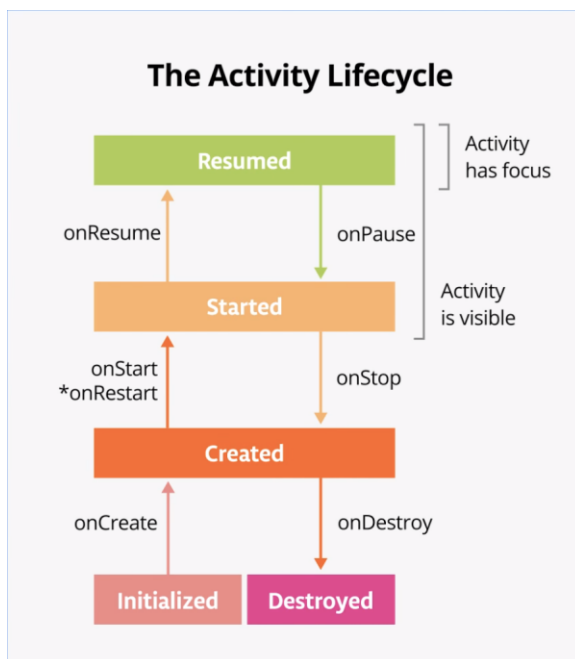 The Activity Lifecycle
Resumed
Activity
has focus
onResume
onPause
Started
Activity
is visible
onStart
*onRestart
onStop
Created
onCreate
onDestroy
Initialized
Destroyed